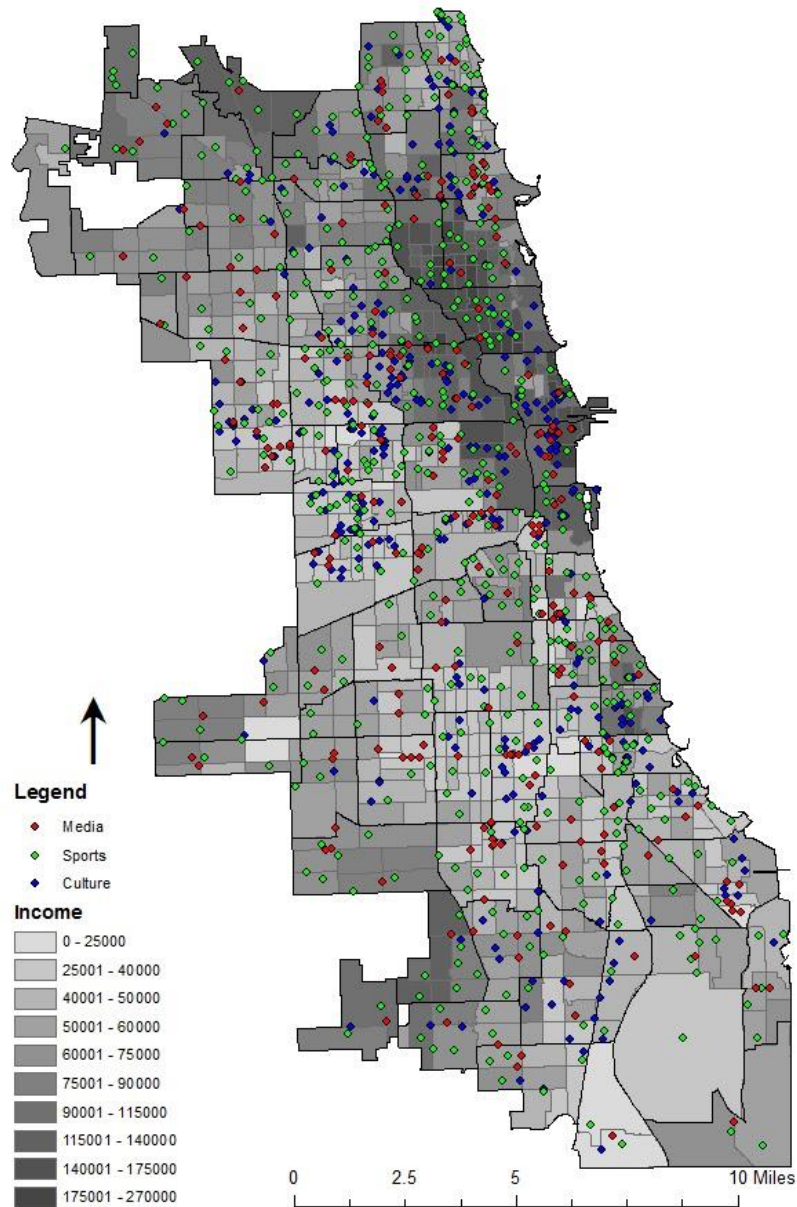 Legend
Media
Sports
Culture
Income
0 - 25000
25001 - 40000
40001 - 50000
50001 - 60000
60001 - 75000
75001 - 90000
90001 - 115000
115001 - 140000
140001 - 175000
175001 - 270000
0 2.5 5 10 Miles